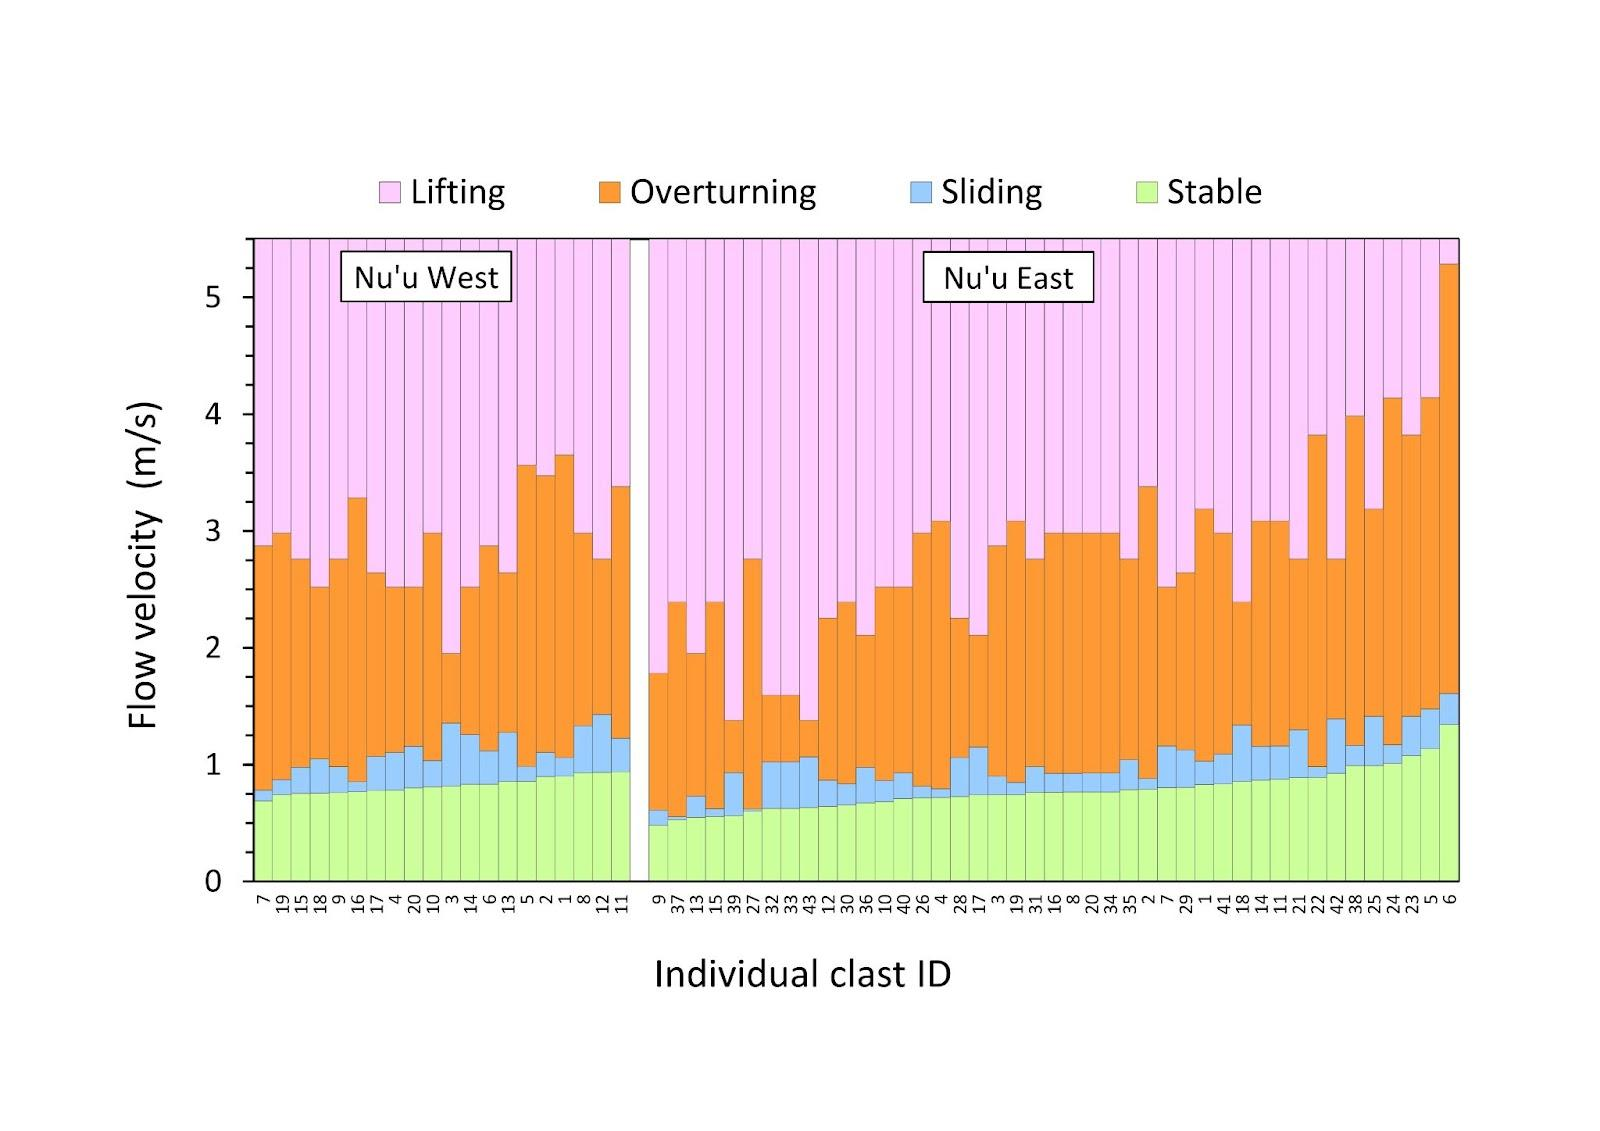 Lifting Overturning Sliding Stable
Nu'u West Nu'u East
5
4
3
2
1
0
Flow velocity (m/s)
7 19 15 18 9 16 17 4 20 10 3 14 6 13 5 2 1 8 12 11 9 37 13 15 39 27 32 33 43 12 30 36 10 40 26 4 28 17 3 19 31 16 8 20 34 35 2 7 29 1 41 18 14 11 21 22 42 38 25 24 23 5 6
Individual clast ID